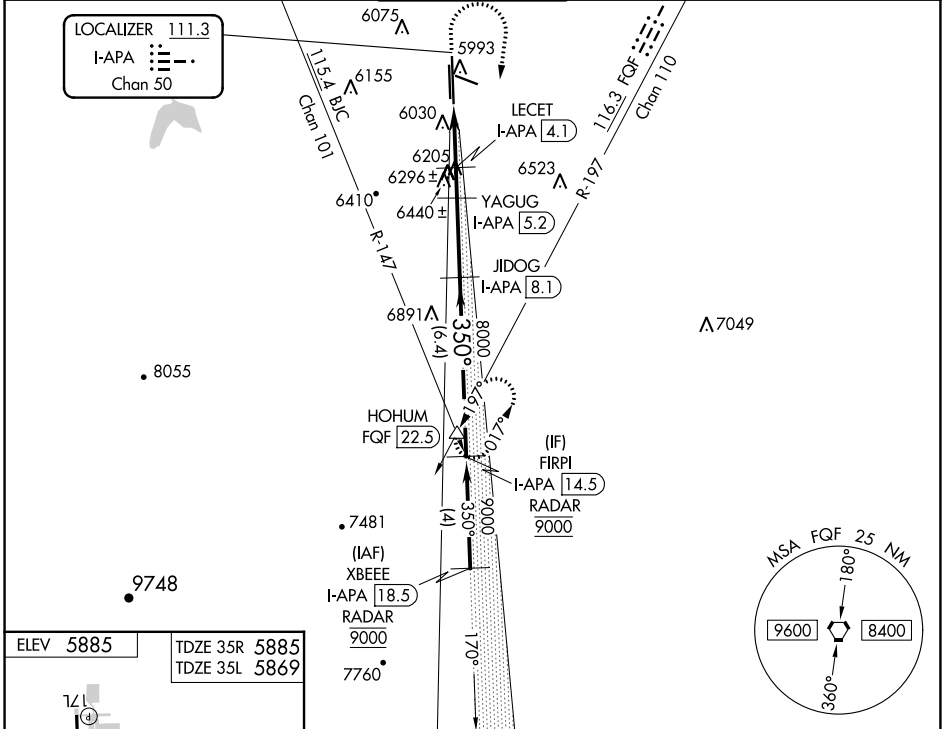 LOCALIZER 111.3
I-APA
Chan 50
6075
5993
115.4 BJC
Chan 101
6155
116.3 FQF
Chan 110
6030
LECET
I-APA 4.1
6205
6296 ±
6523
6410
6440 ±
YAGUG
I-APA 5.2
R-197
R-147
JIDOG
I-APA 8.1
6891
(6.4)
350°
8000
7049
8055
197°
017°
HOHUM
FQF 22.5
(IF)
FIRPI
I-APA 14.5
RADAR
9000
7481
(4)
350°
9000
(IAF)
XBEEE
I-APA 18.5
RADAR
9000
9748
7760
170°
MSA FQF 25 NM
180°
9600
8400
360°
ELEV 5885
TDZE 35R 5885
TDZE 35L 5869
17L
P